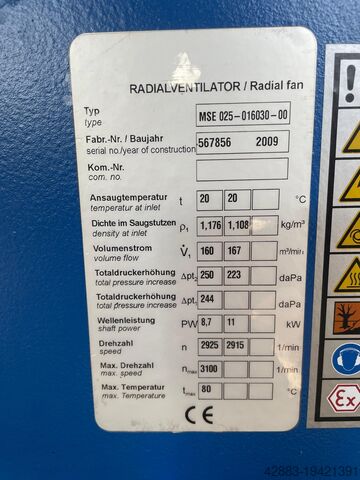 RADIALVENTILATOR / Radial fan
Typ MSE 025-016030-00
type
Fabr.-Nr. / Baujahr 567856 2009
serial no./year of construction
Kom.-Nr.
com. no.
Ansaugtemperatur t 20 20 °C
temperature at inlet
Dichte im Saugstutzen ρ1 1,176 1,108 kg/m³
density at inlet
Volumenstrom V̇1 160 167 m³/min
volume flow
Totaldruckerhöhung Δpt 250 223 daPa
total pressure increase
Totaldruckerhöhung Δpt2 244 daPa
total pressure increase
Wellenleistung PW 8,7 11 kW
shaft power
Drehzahl n 2925 2915 1/min
speed
Max. Drehzahl nmax 3100 1/min
max. speed
Max. Temperatur tmax 80 °C
max. Temperature
CE
Ex
42883-19421391